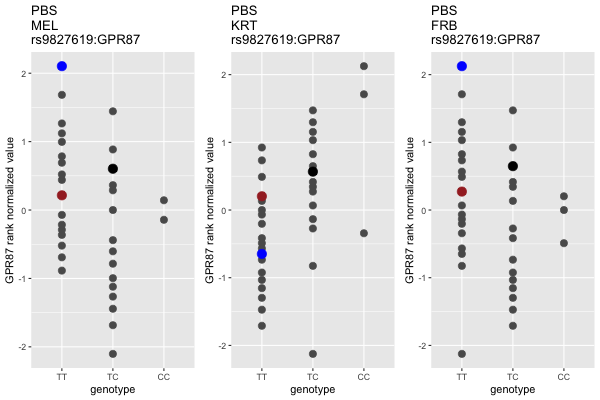 PBS
MEL
rs9827619:GPR87
GPR87 rank normalized value
2
1
0
-1
-2
TT TC CC
genotype
PBS
KRT
rs9827619:GPR87
GPR87 rank normalized value
2
1
0
-1
-2
TT TC CC
genotype
PBS
FRB
rs9827619:GPR87
GPR87 rank normalized value
2
1
0
-1
-2
TT TC CC
genotype